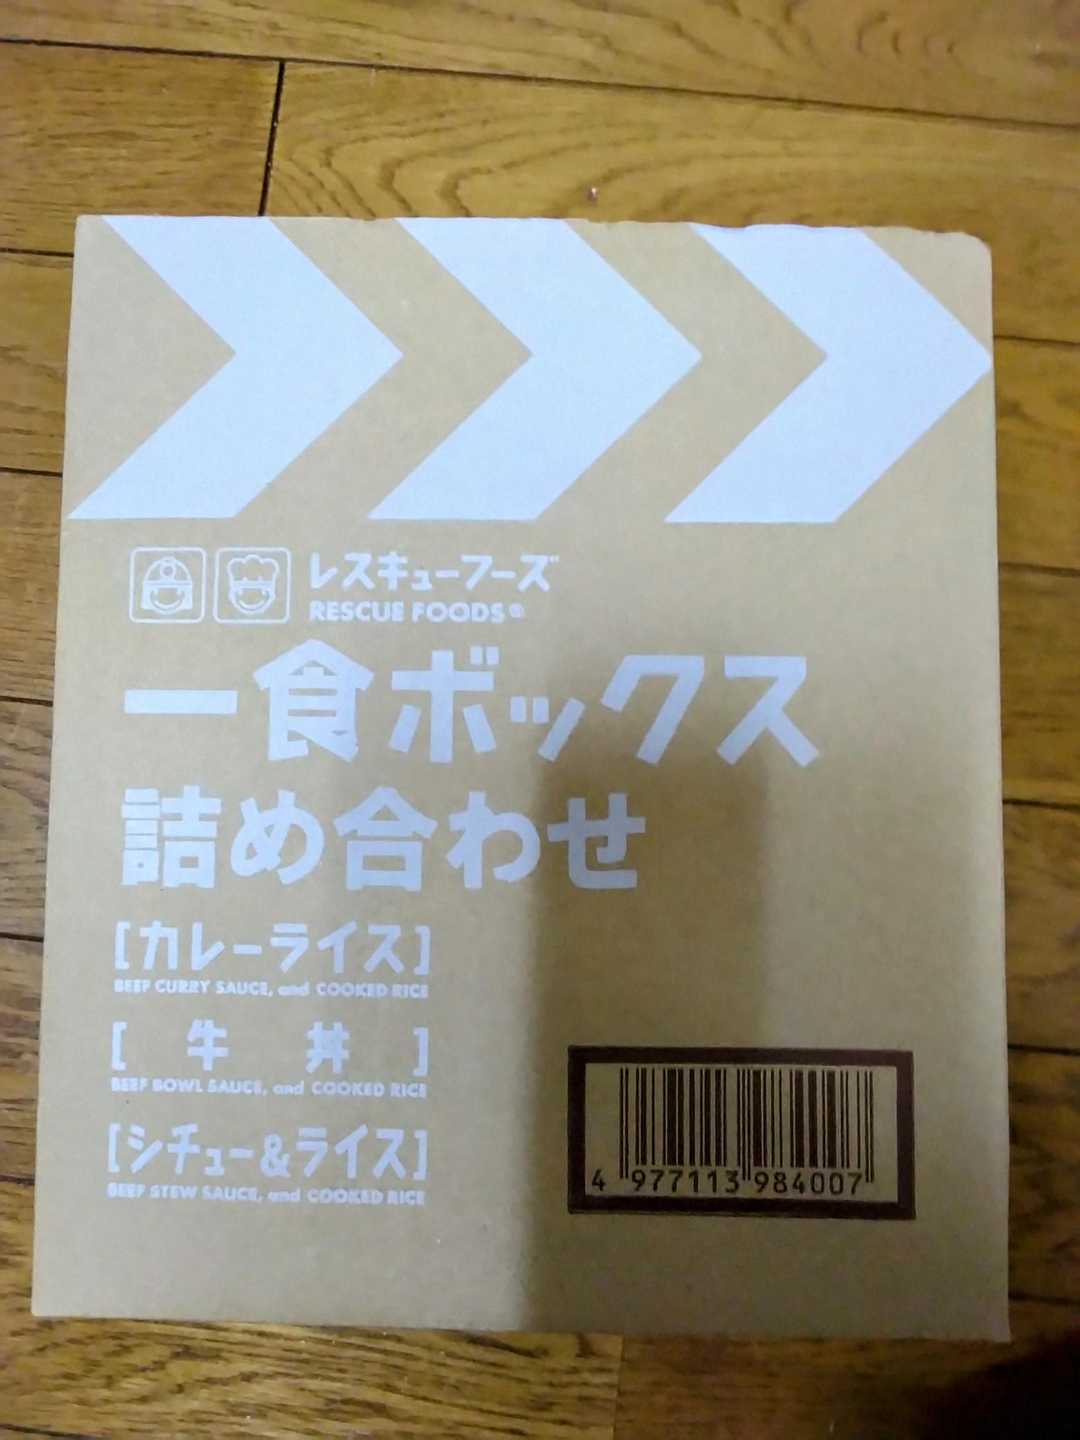 レスキューフーズ
RESCUE FOODS®
一食ボックス
詰め合わせ
[カレーライス]
BEEF CURRY SAUCE, and COOKED RICE
[牛丼]
BEEF BOWL SAUCE, and COOKED RICE
[シチュー&ライス]
BEEF STEW SAUCE, and COOKED RICE
4 977113 984007